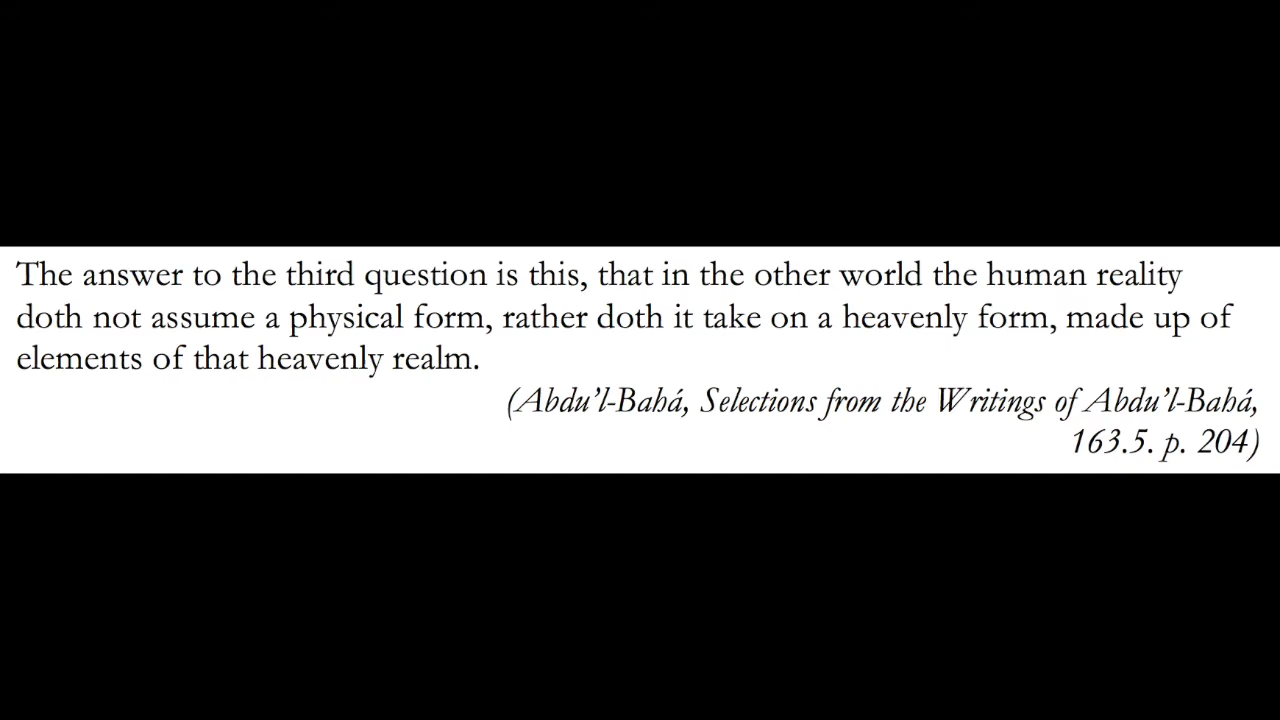 The answer to the third question is this, that in the other world the human reality
doth not assume a physical form, rather doth it take on a heavenly form, made up of
elements of that heavenly realm.
(Abdu’l-Bahá, Selections from the Writings of Abdu’l-Bahá,
163.5. p. 204)